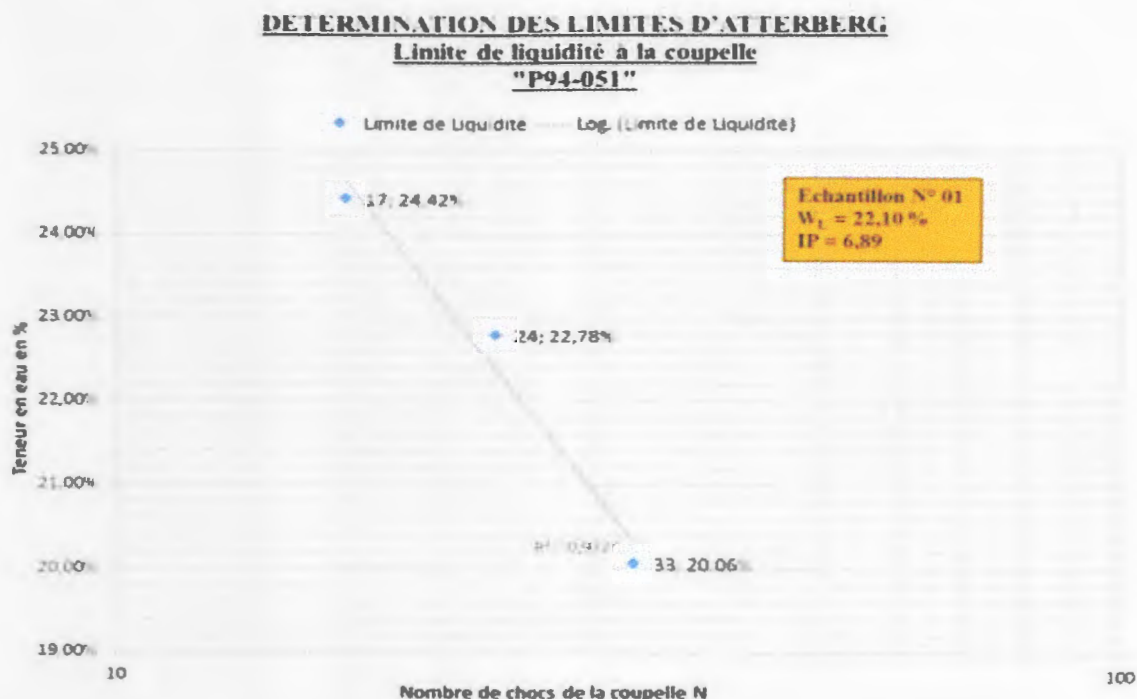 DETERMINATION DES LIMITES D'ATTERBERG
Limite de liquidité à la coupelle
"P94-051"
Limite de Liquidité Log. (Limite de Liquidité)
25,00%
17; 24,42%
Echantillon N° 01
W_L = 22,10 %
IP = 6,89
24,00%
23,00%
24; 22,78%
22,00%
21,00%
20,00%
33; 20,06%
19,00%
10
100
Teneur en eau en %
Nombre de chocs de la coupelle N